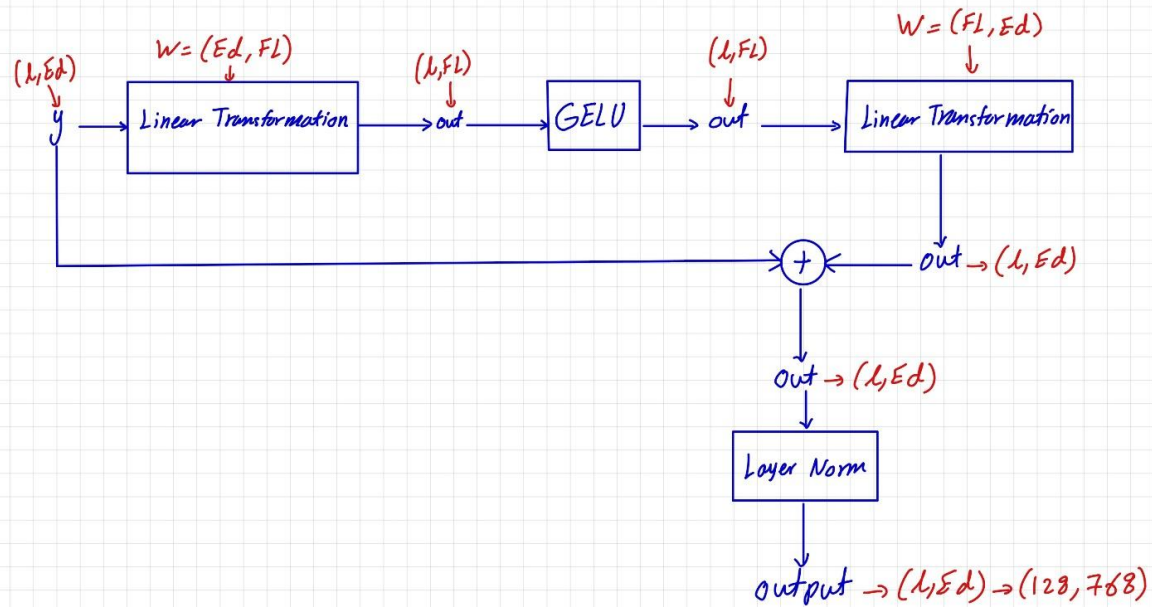 (l,Ed)
W = (Ed, FL)
(l,FL)
(l,FL)
W = (FL, Ed)
y
Linear Transformation
out
GELU
out
Linear Transformation
+
out → (l, Ed)
out → (l, Ed)
Layer Norm
output → (l,Ed) → (128, 768)